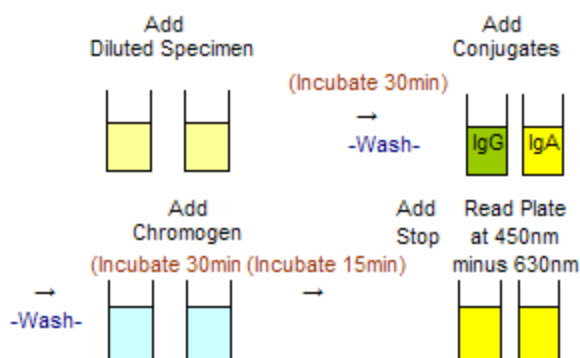 Add
Diluted Specimen
Add
Conjugates
(Incubate 30min)
→
-Wash-
IgG
IgA
Add
Chromogen
Add
Stop
Read Plate
at 450nm
minus 630nm
(Incubate 30min (Incubate 15min)
→
-Wash-
→